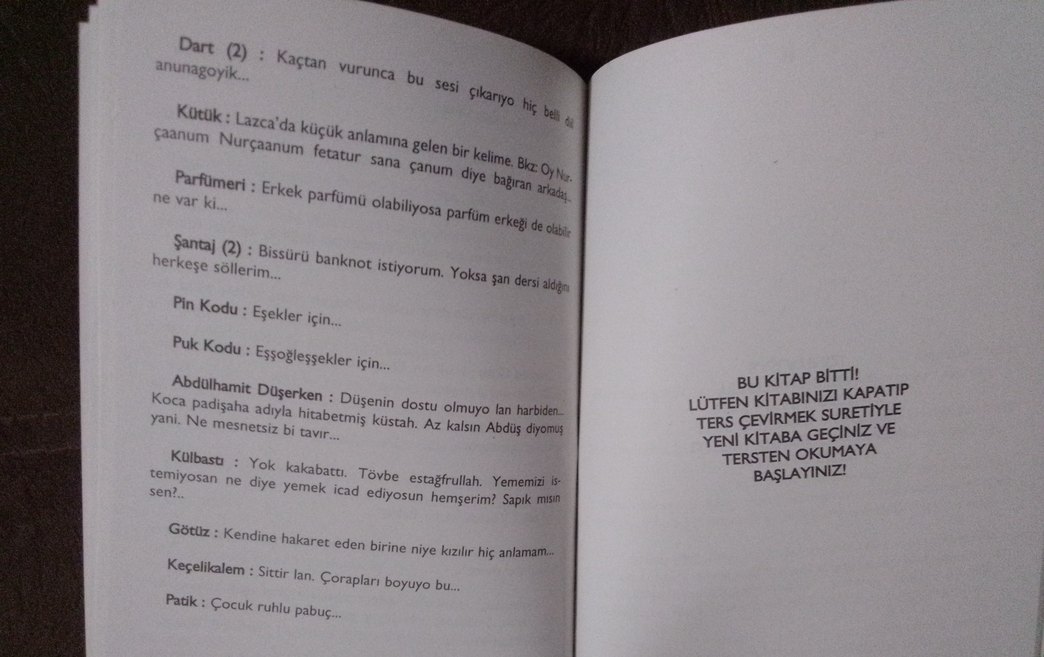 Dart (2) : Kaçtan vurunca bu sesi çıkarıyo hiç belli diil
anunagoyik...
Kütük : Lazca'da küçük anlamına gelen bir kelime. Bkz: Oy Nur-
çaanum Nurçaanum fetatur sana çanum diye bağıran arkadaş..
Parfümeri : Erkek parfümü olabiliyosa parfüm erkeği de olabilir
ne var ki...
Şantaj (2) : Bissürü banknot istiyorum. Yoksa şan dersi aldığını
herkeşe söllerim...
Pin Kodu : Eşekler için...
Puk Kodu : Eşşoğleşşekler için...
Abdülhamit Düşerken : Düşenin dostu olmuyo lan harbiden...
Koca padişaha adıyla hitabetmiş küstah. Az kalsın Abdüş diyomuş
yani. Ne mesnetsiz bi tavır...
Külbastı : Yok kakabattı. Tövbe estağfrullah. Yememizi is-
temiyosan ne diye yemek icad ediyosun hemşerim? Sapık mısın
sen?..
Götüz : Kendine hakaret eden birine niye kızılır hiç anlamam...
Keçelikalem : Sittir lan. Çorapları boyuyo bu...
Patik : Çocuk ruhlu pabuç...
BU KİTAP BİTTİ!
LÜTFEN KİTABINIZI KAPATIP
TERS ÇEVİRMEK SURETİYLE
YENİ KİTABA GEÇİNİZ VE
TERSTEN OKUMAYA
BAŞLAYINIZ!